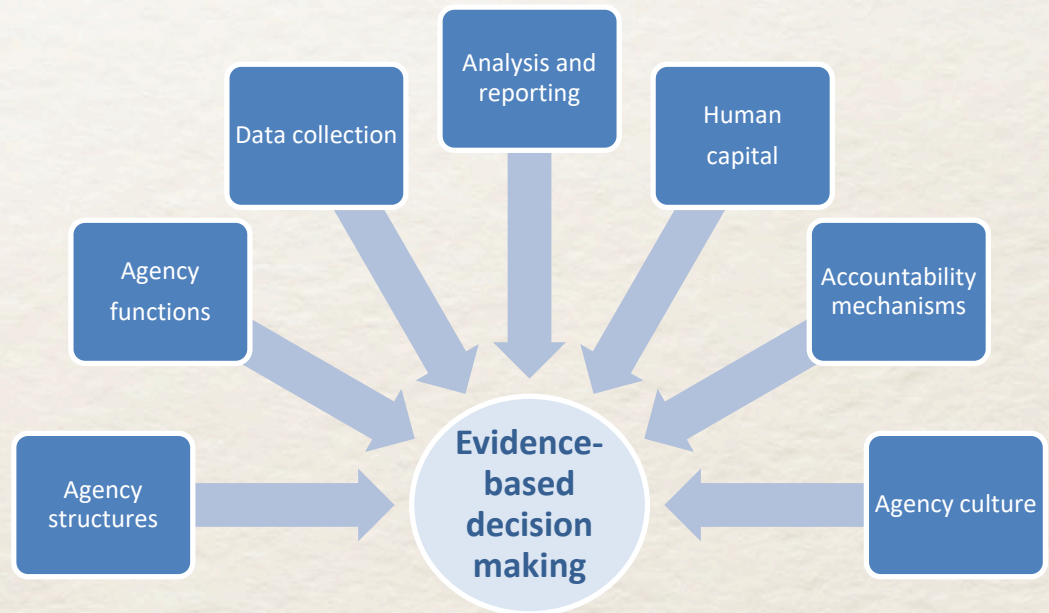 Analysis and
reporting
Data collection
Human
capital
Agency
functions
Accountability
mechanisms
Agency
structures
Evidence-
based
decision
making
Agency culture